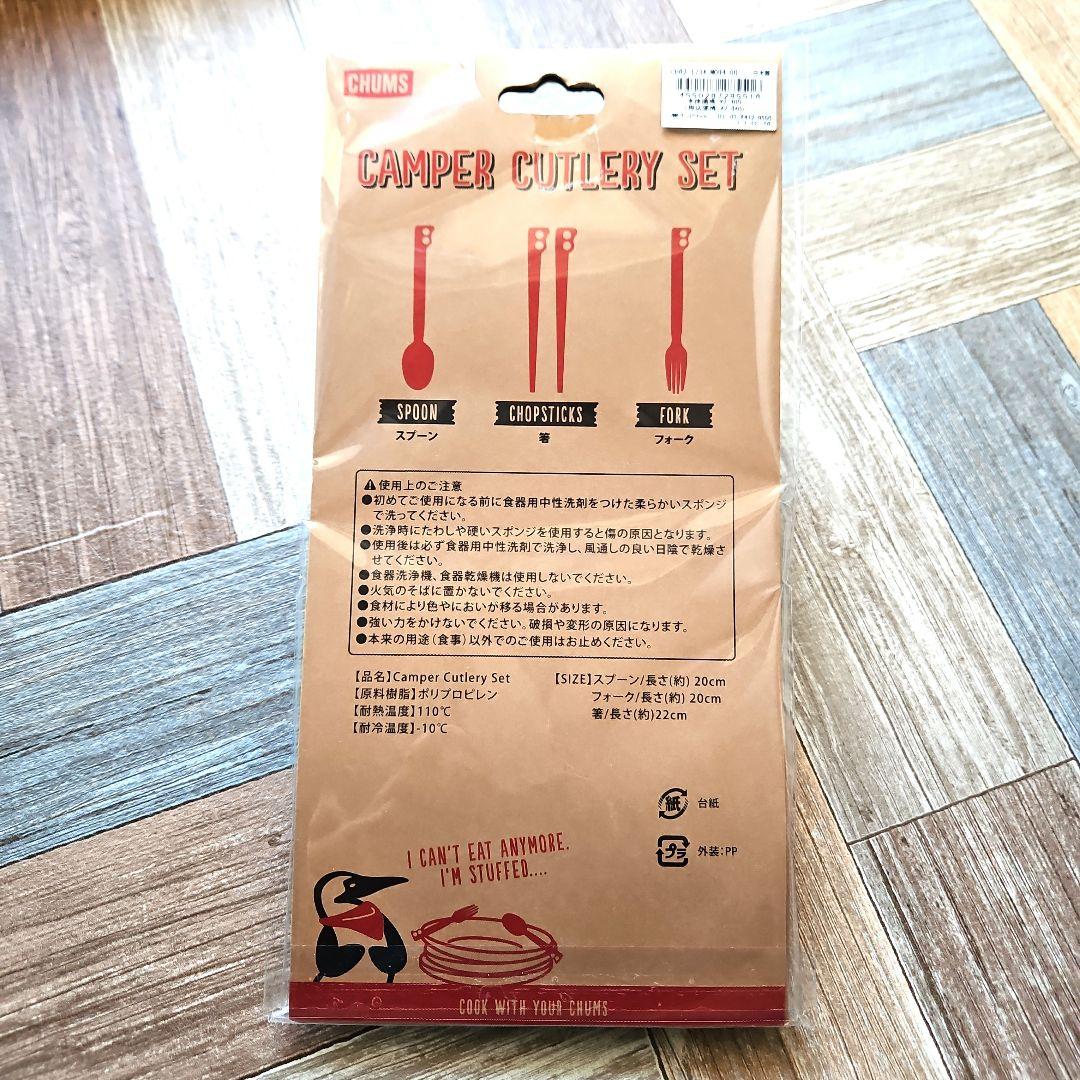 CHUMS
CAMPER CUTLERY SET
SPOON
スプーン
CHOPSTICKS
箸
FORK
フォーク
使用上のご注意
●初めてご使用になる前に食器用中性洗剤をつけた柔らかいスポンジ
で洗ってください。
●洗浄時にたわしや硬いスポンジを使用すると傷の原因となります。
●使用後は必ず食器用中性洗剤で洗浄し、風通しの良い日陰で乾燥さ
せてください。
●食器洗浄機、食器乾燥機は使用しないでください。
●火気のそばに置かないでください。
●食材により色やにおいが移る場合があります。
●強い力をかけないでください。破損や変形の原因になります。
●本来の用途（食事）以外でのご使用はお止めください。
【品名】Camper Cutlery Set
【原料樹脂】ポリプロピレン
【耐熱温度】110℃
【耐冷温度】-10℃
【SIZE】スプーン/長さ(約) 20cm
フォーク/長さ(約) 20cm
箸/長さ(約)22cm
紙 台紙
プラ 外装:PP
I CAN'T EAT ANYMORE.
I'M STUFFED....
COOK WITH YOUR CHUMS